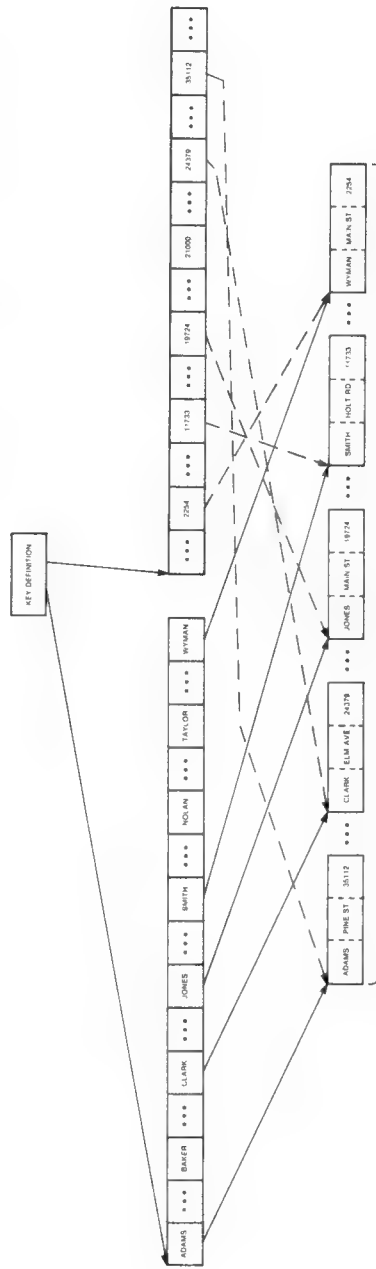 KEY DEFINITION
ADAMS ••• BAKER ••• CLARK ••• JONES ••• SMITH ••• NOLAN ••• TAYLOR ••• WYMAN
••• 2254 ••• 11733 ••• 19724 ••• 21000 ••• 24379 ••• 35112 •••
ADAMS PINE ST 35112 ••• CLARK ELM AVE 24379 ••• JONES MAIN ST 19724 ••• SMITH HOLT RD 11733 ••• WYMAN MAIN ST 2254